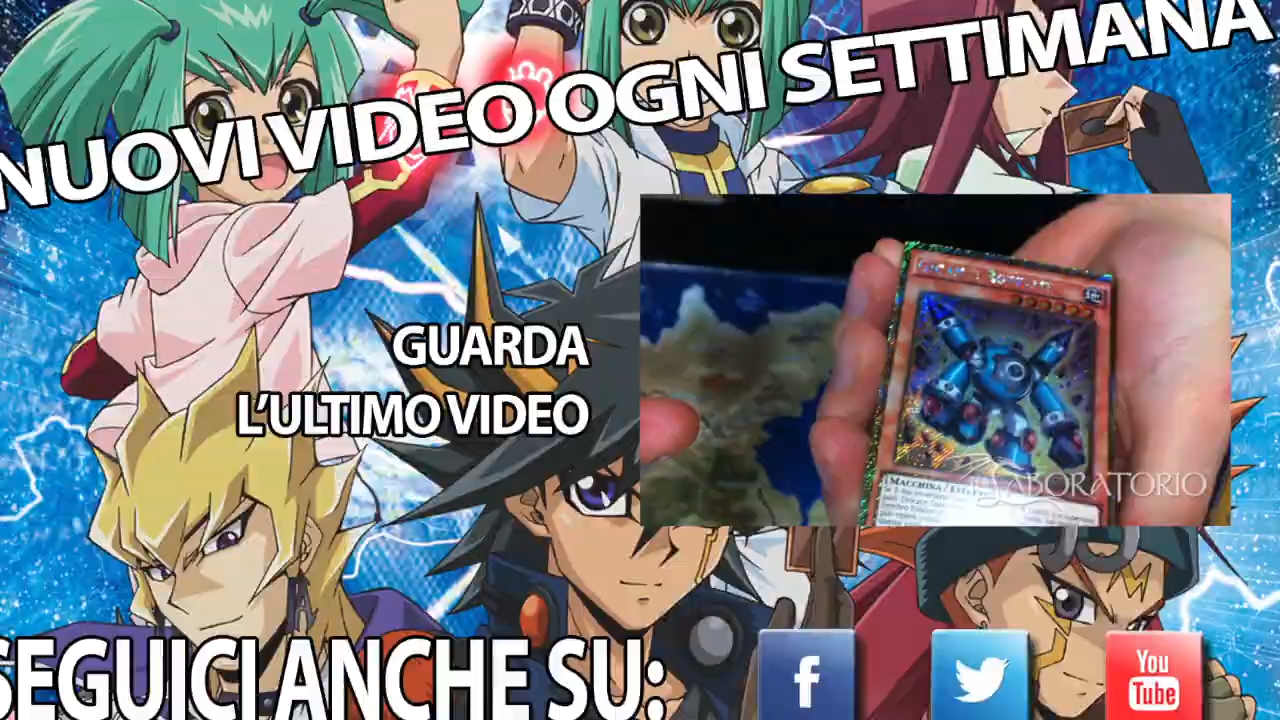 NUOVI VIDEO OGNI SETTIMANA
GUARDA
L'ULTIMO VIDEO
MACCHINA /
LABORATORIO
SEGUICI ANCHE SU:
f
You
Tube